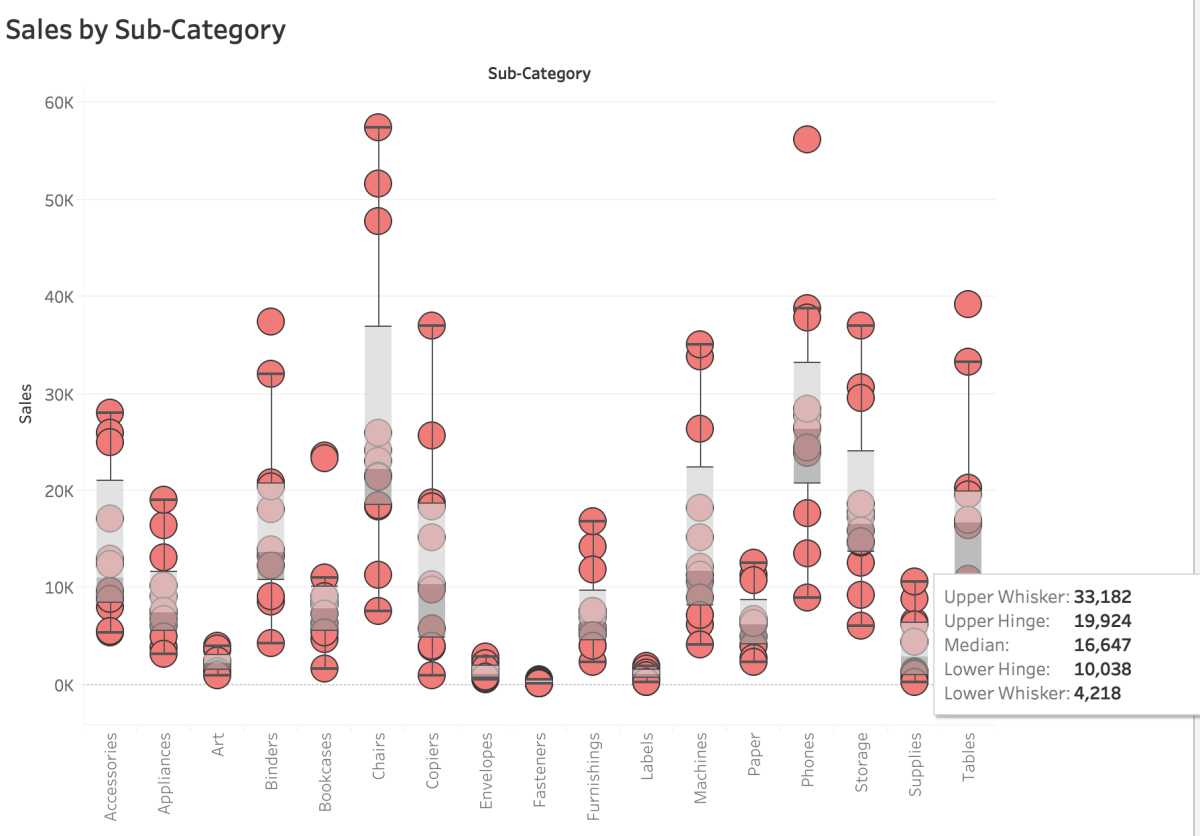 Sales by Sub-Category
Sub-Category
60K
50K
40K
30K
20K
10K
0K
Sales
Upper Whisker: 33,182
Upper Hinge: 19,924
Median: 16,647
Lower Hinge: 10,038
Lower Whisker: 4,218
Accessories
Appliances
Art
Binders
Bookcases
Chairs
Copiers
Envelopes
Fasteners
Furnishings
Labels
Machines
Paper
Phones
Storage
Supplies
Tables